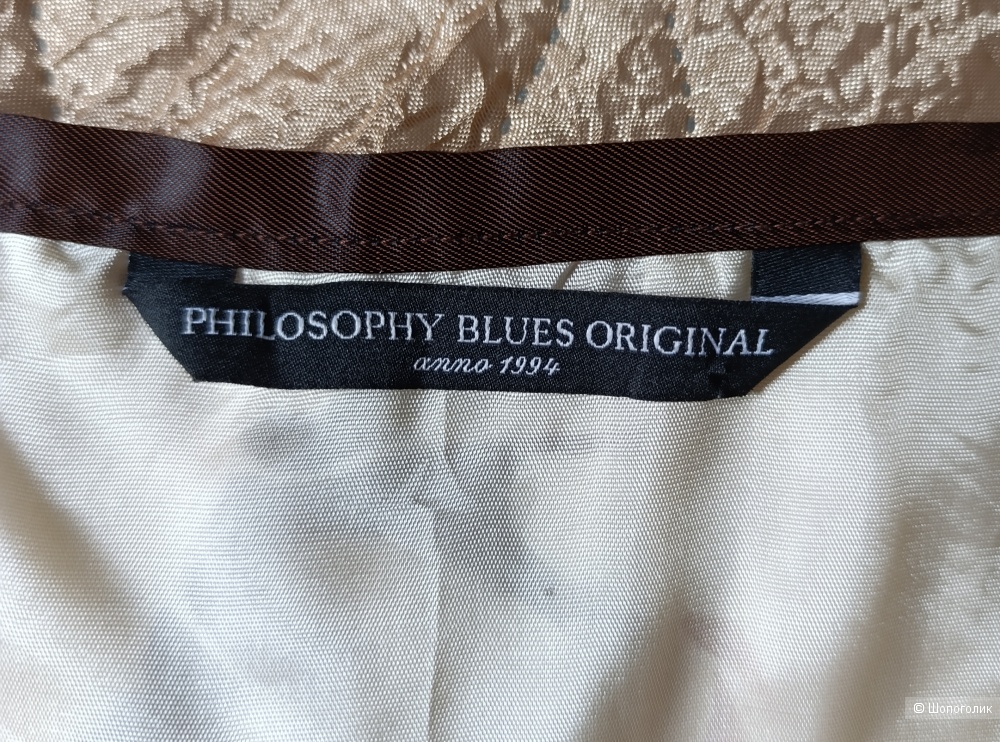 PHILOSOPHY BLUES ORIGINAL
anno 1994
© Шопоголик